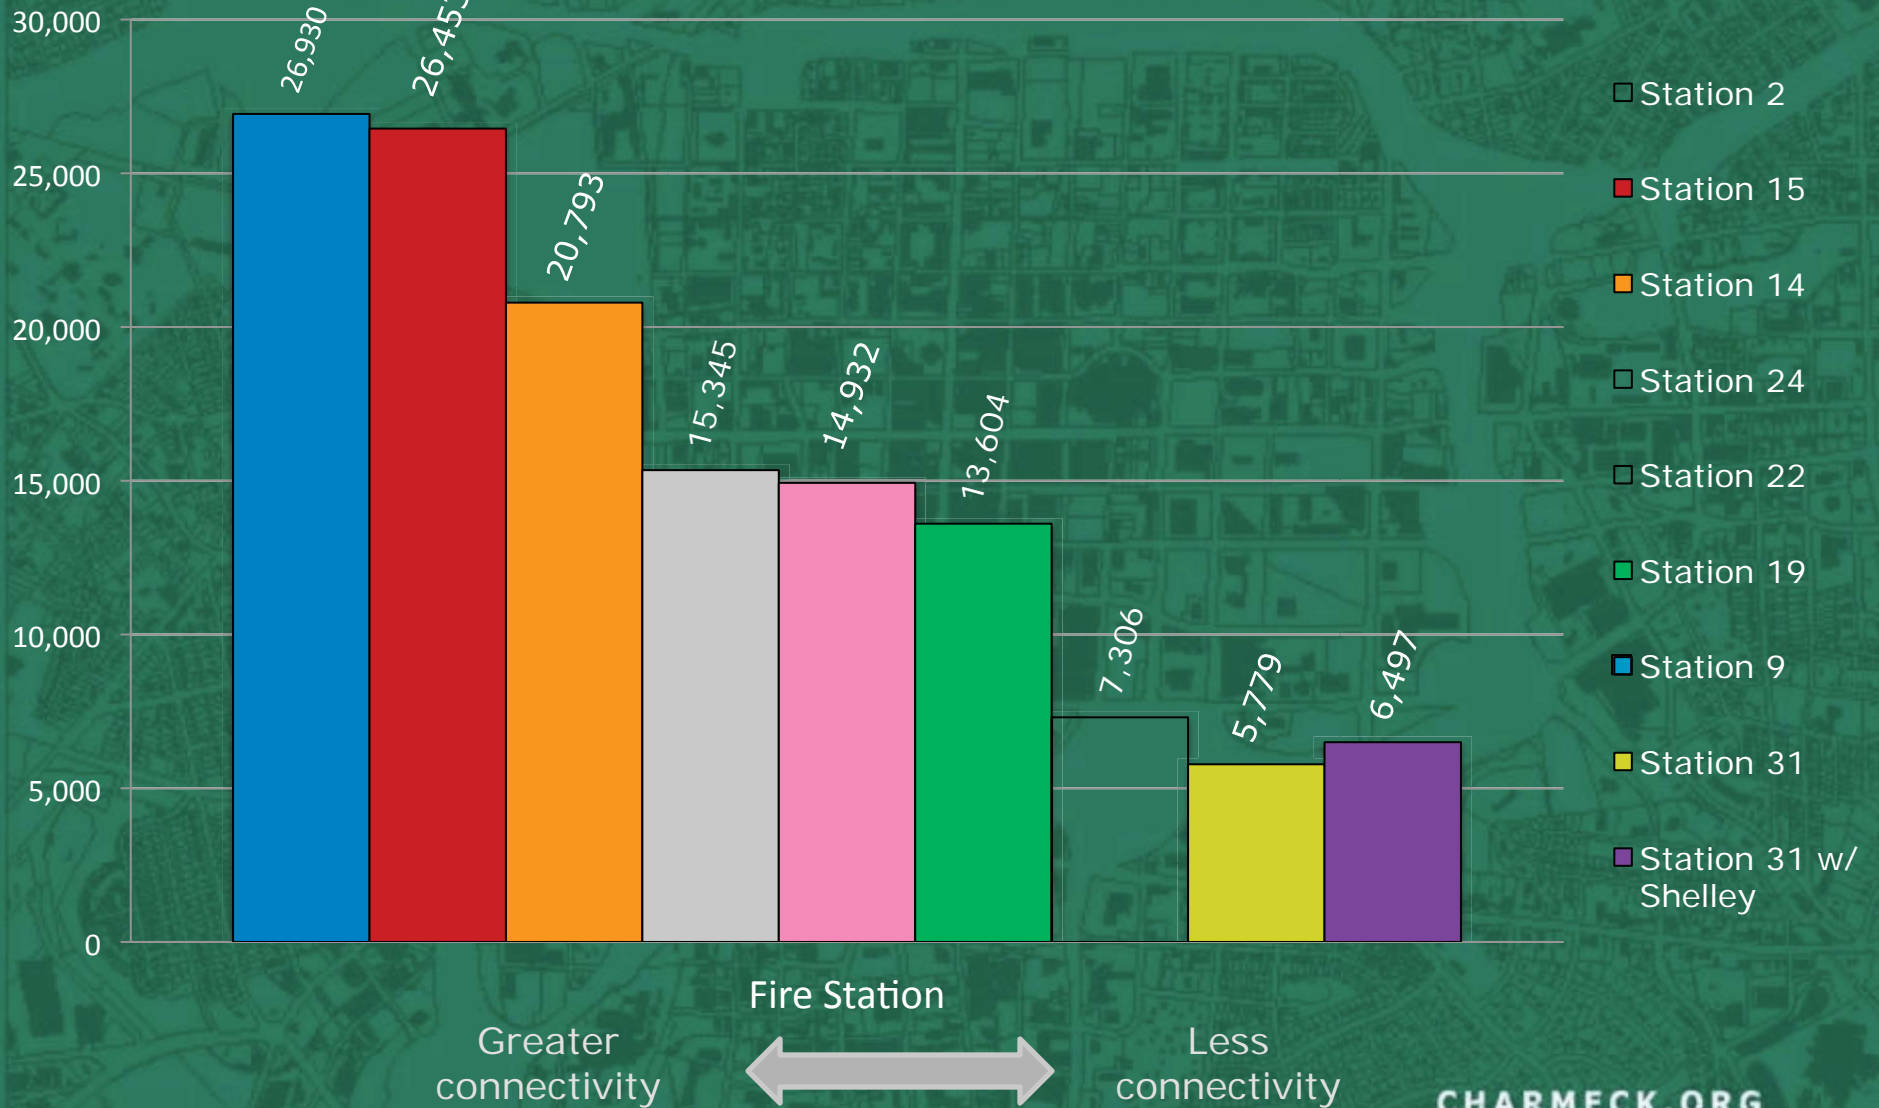 30,000
25,000
20,000
15,000
10,000
5,000
0
26,930
20,793
15,345
14,932
13,604
7,306
5,779
6,497
Station 2
Station 15
Station 14
Station 24
Station 22
Station 19
Station 9
Station 31
Station 31 w/
Shelley
Fire Station
Greater
connectivity
Less
connectivity
CHARMECK.ORG